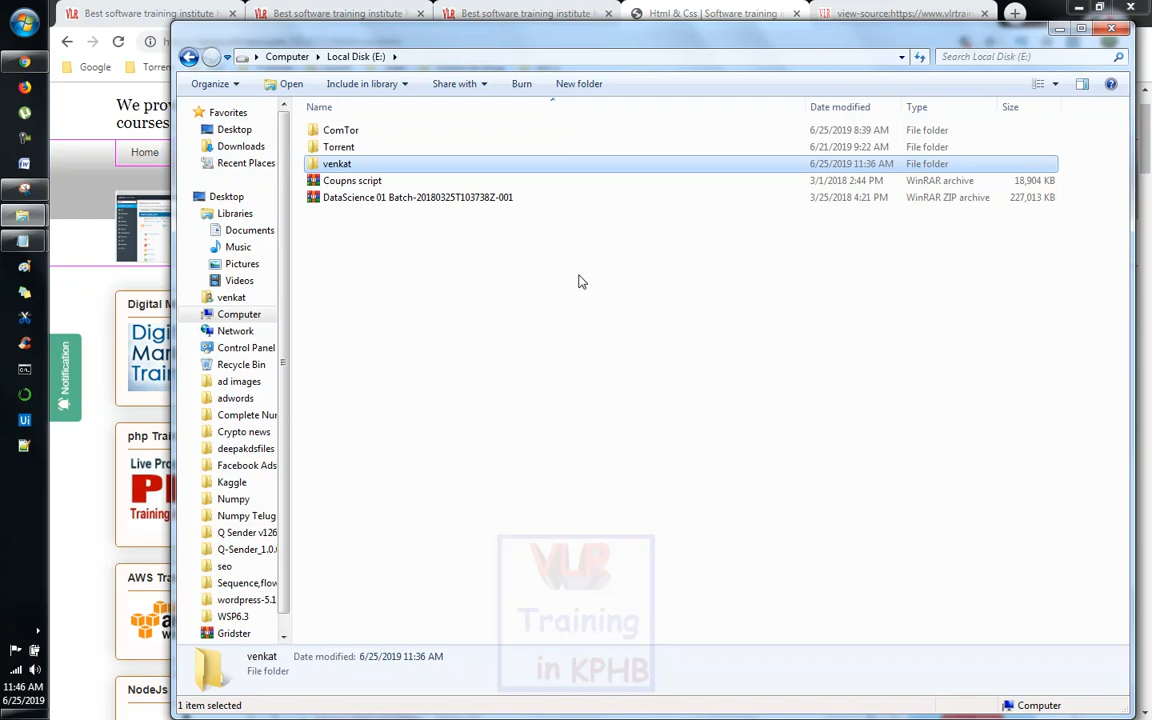 Best software training institute
Best software training institute
Best software training institute
Html & Css | Software training
view-source:https://www.vlrtrain
Google
Torren
Computer
Local Disk (E:)
Search Local Disk (E:)
Organize
Open
Include in library
Share with
Burn
New folder
Name
Date modified
Type
Size
ComTor
6/25/2019 8:39 AM
File folder
Torrent
6/21/2019 9:22 AM
File folder
venkat
6/25/2019 11:36 AM
File folder
Coupns script
3/1/2018 2:44 PM
WinRAR archive
18,904 KB
DataScience 01 Batch-20180325T103738Z-001
3/25/2018 4:21 PM
WinRAR ZIP archive
227,013 KB
Favorites
Desktop
Downloads
Recent Places
Desktop
Libraries
Documents
Music
Pictures
Videos
venkat
Computer
Network
Control Panel
Recycle Bin
ad images
adwords
Complete Nu
Crypto news
deepakdsfiles
Facebook Ads
Kaggle
Numpy
Numpy Telug
Q Sender v126
Q-Sender_1.0.
seo
Sequence,flow
wordpress-5.1
WSP6.3
Gridster
We prov
courses
Home
Digital M
Digi
Mar
Trai
Notification
php Trai
Live Pro
P
Training
AWS Tra
NodeJs
Ui
VLR
Training
in KPHB
venkat
Date modified: 6/25/2019 11:36 AM
File folder
1 item selected
Computer
11:46 AM
6/25/2019